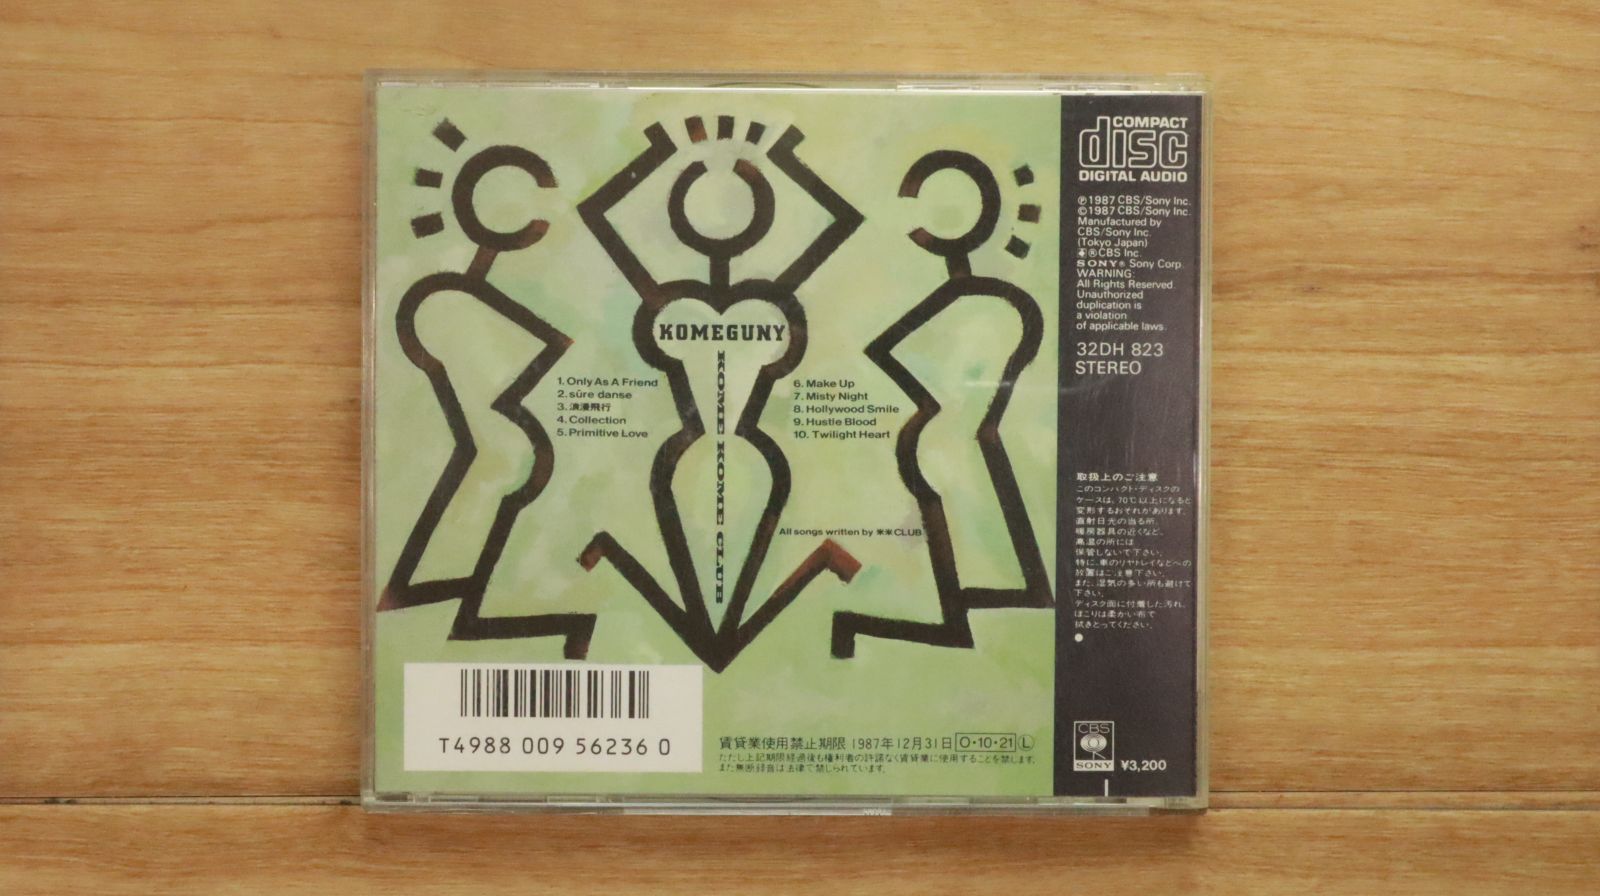 KOMEGUNY
KOME KOME CLUB
1. Only As A Friend
2. sûre danse
3. 浪漫飛行
4. Collection
5. Primitive Love
6. Make Up
7. Misty Night
8. Hollywood Smile
9. Hustle Blood
10. Twilight Heart
All songs written by 米米CLUB
T4988 009 56236 0
賃貸業使用禁止期限 1987年12月31日 O・10・21 Ⓛ
ただし上記期限経過後も権利者の許諾なく賃貸業に使用することを禁じます。
また無断録音は法律で禁じられています。
COMPACT
disc
DIGITAL AUDIO
℗1987 CBS/Sony Inc.
©1987 CBS/Sony Inc.
Manufactured by
CBS/Sony Inc.
(Tokyo Japan)
®CBS Inc.
SONY® Sony Corp.
WARNING:
All Rights Reserved.
Unauthorized
duplication is
a violation
of applicable laws.
32DH 823
STEREO
取扱上のご注意
このコンパクト・ディスクの
ケースは、70℃以上になると
変形するおそれがあります。
直射日光の当る所、
暖房器具の近くなど、
高温の所には
保管しないで下さい。
特に、車のリヤトレイなどへの
放置はご注意下さい。
また、湿気の多い所も避けて
下さい。
ディスク面に付着した汚れ、
ほこりは柔かい布で
拭きとってください。
CBS
SONY
¥3,200